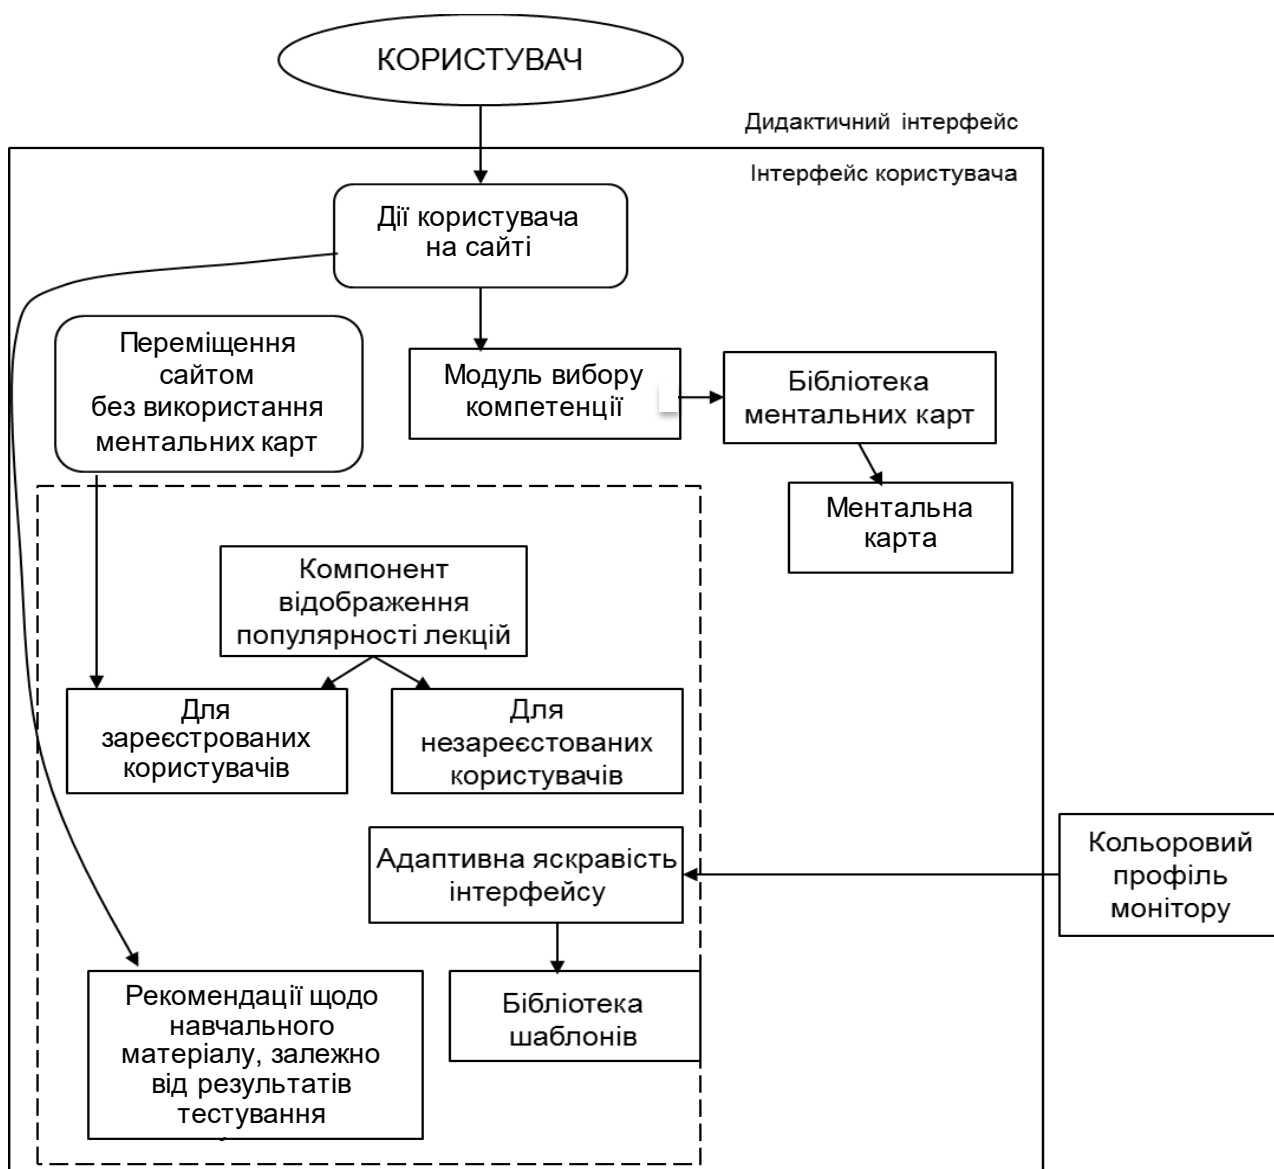 КОРИСТУВАЧ
Дидактичний інтерфейс
Інтерфейс користувача
Дії користувача
на сайті
Переміщення
сайтом
без використання
ментальних карт
Модуль вибору
компетенції
Бібліотека
ментальних карт
Ментальна
карта
Компонент
відображення
популярності лекцій
Для
зареєстрованих
користувачів
Для
незареєстованих
користувачів
Адаптивна яскравість
інтерфейсу
Кольоровий
профіль
монітору
Рекомендації щодо
навчального
матеріалу, залежно
від результатів
тестування
Бібліотека
шаблонів